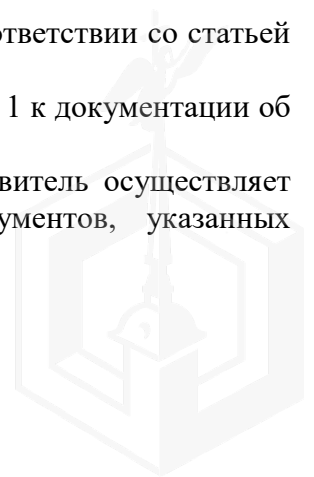 ответствии со статьей
1 к документации об
витель осуществляет
ументов, указанных